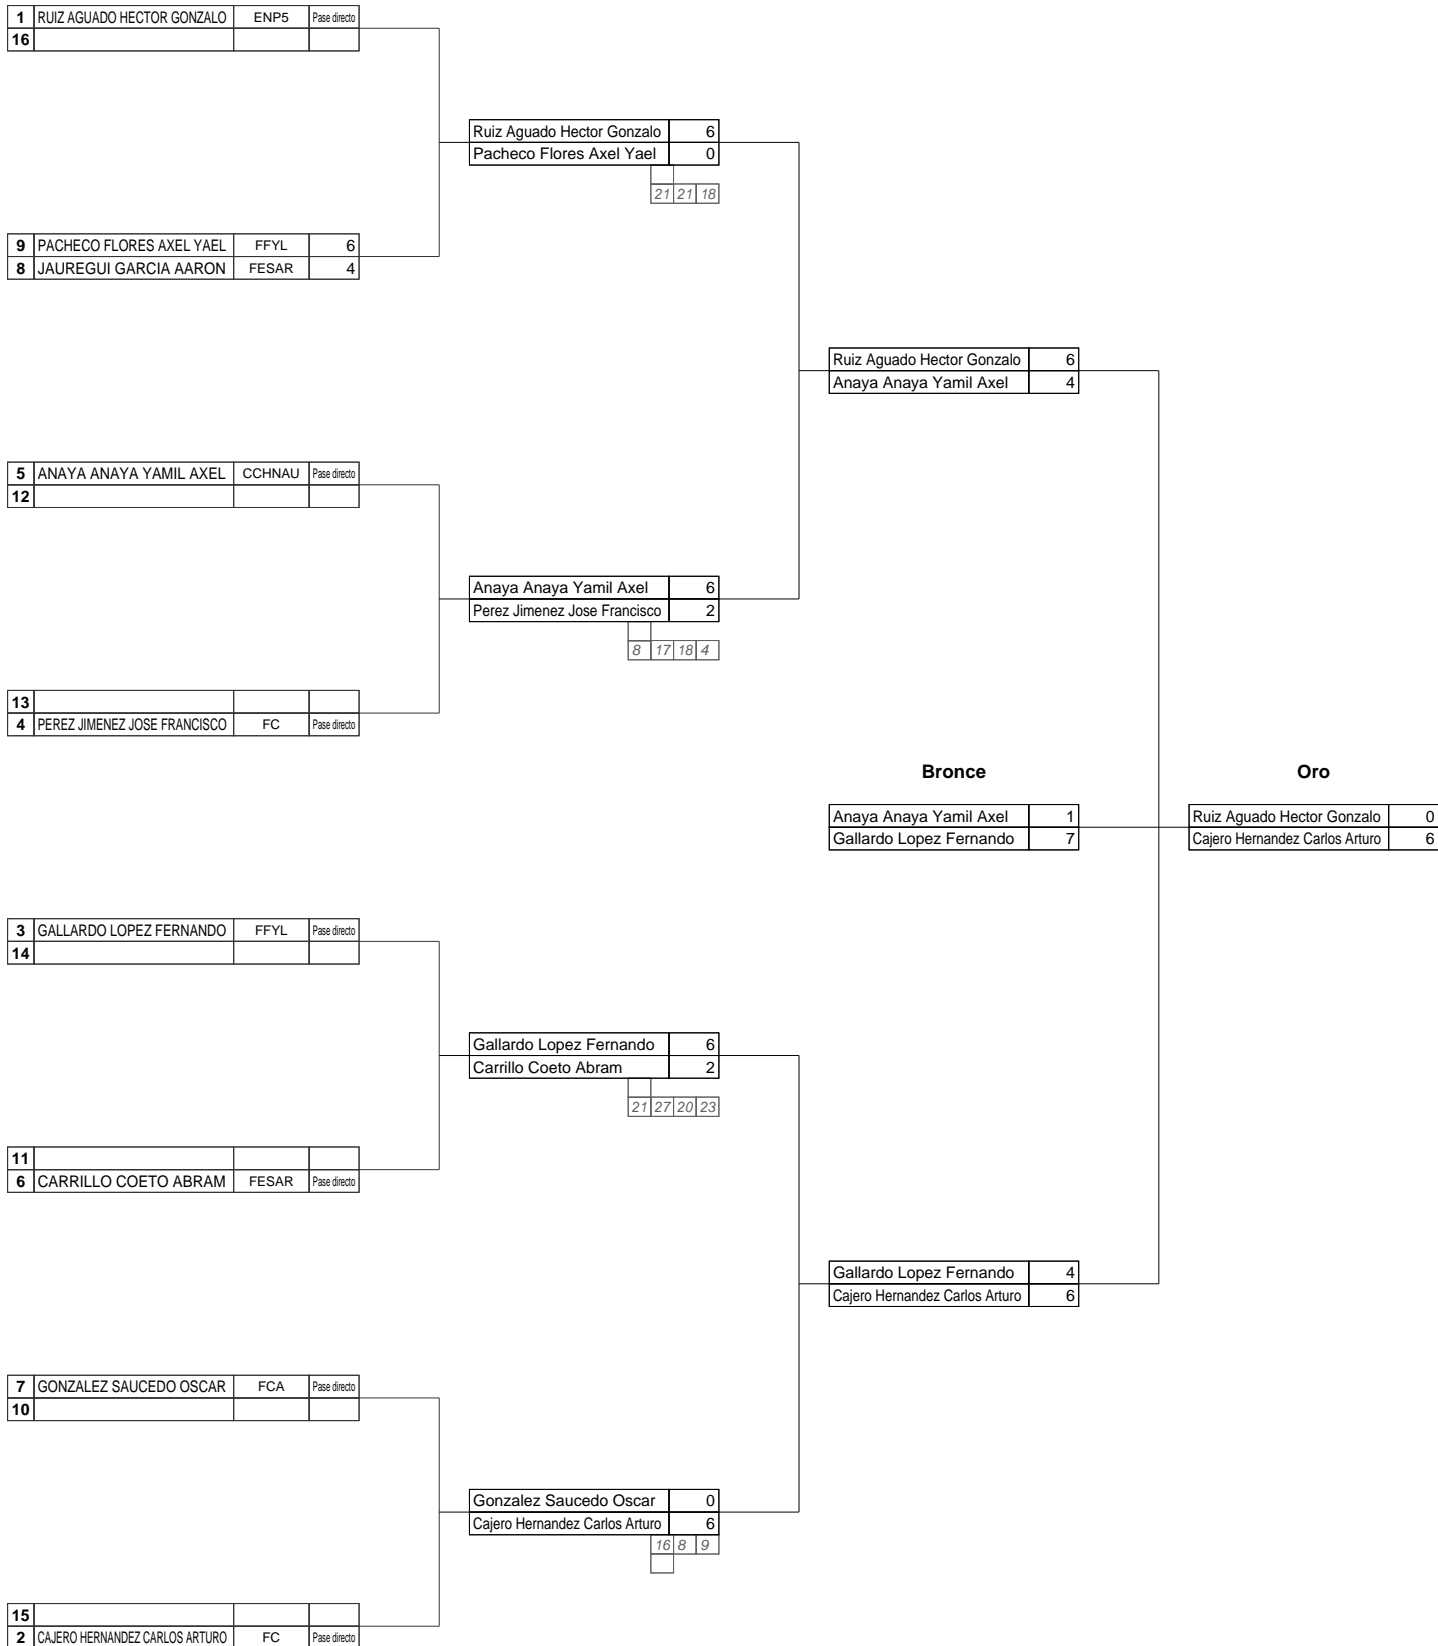 1 RUIZ AGUADO HECTOR GONZALO ENP5 Pase directo
16
Ruiz Aguado Hector Gonzalo 6
Pacheco Flores Axel Yael 0
21 21 18
9 PACHECO FLORES AXEL YAEL FFYL 6
8 JAUREGUI GARCIA AARON FESAR 4
Ruiz Aguado Hector Gonzalo 6
Anaya Anaya Yamil Axel 4
5 ANAYA ANAYA YAMIL AXEL CCHNAU Pase directo
12
Anaya Anaya Yamil Axel 6
Perez Jimenez Jose Francisco 2
8 17 18 4
13
4 PEREZ JIMENEZ JOSE FRANCISCO FC Pase directo
Bronce Oro
Anaya Anaya Yamil Axel 1 Ruiz Aguado Hector Gonzalo 0
Gallardo Lopez Fernando 7 Cajero Hernandez Carlos Arturo 6
3 GALLARDO LOPEZ FERNANDO FFYL Pase directo
14
Gallardo Lopez Fernando 6
Carrillo Coeto Abram 2
21 27 20 23
11
6 CARRILLO COETO ABRAM FESAR Pase directo
Gallardo Lopez Fernando 4
Cajero Hernandez Carlos Arturo 6
7 GONZALEZ SAUCEDO OSCAR FCA Pase directo
10
Gonzalez Saucedo Oscar 0
Cajero Hernandez Carlos Arturo 6
16 8 9
15
2 CAJERO HERNANDEZ CARLOS ARTURO FC Pase directo